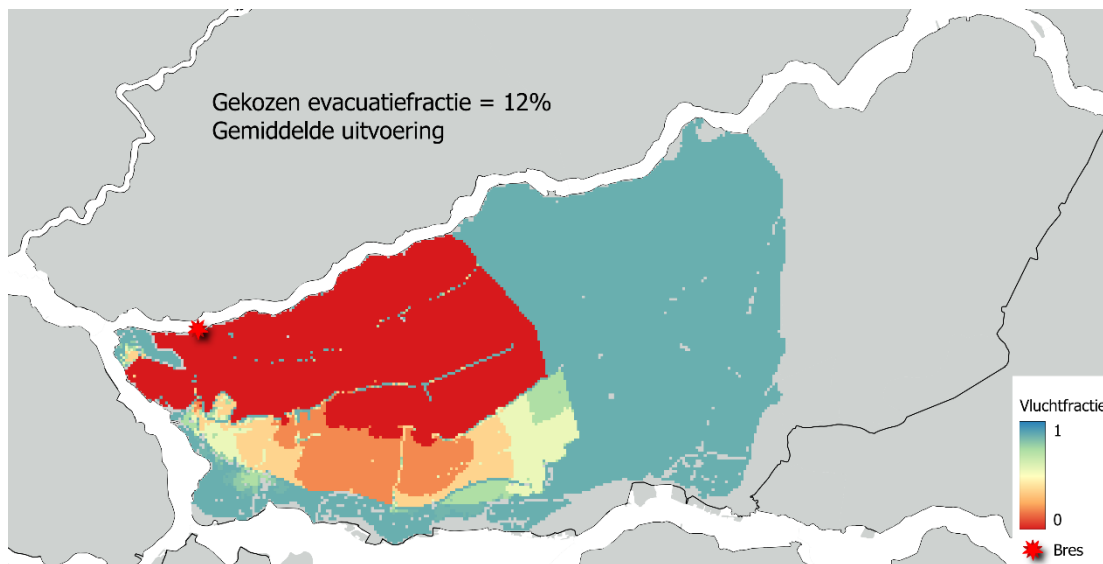 Gekozen evacuatiefractie = 12%
Gemiddelde uitvoering
Vluchtfractie
1
0
Bres